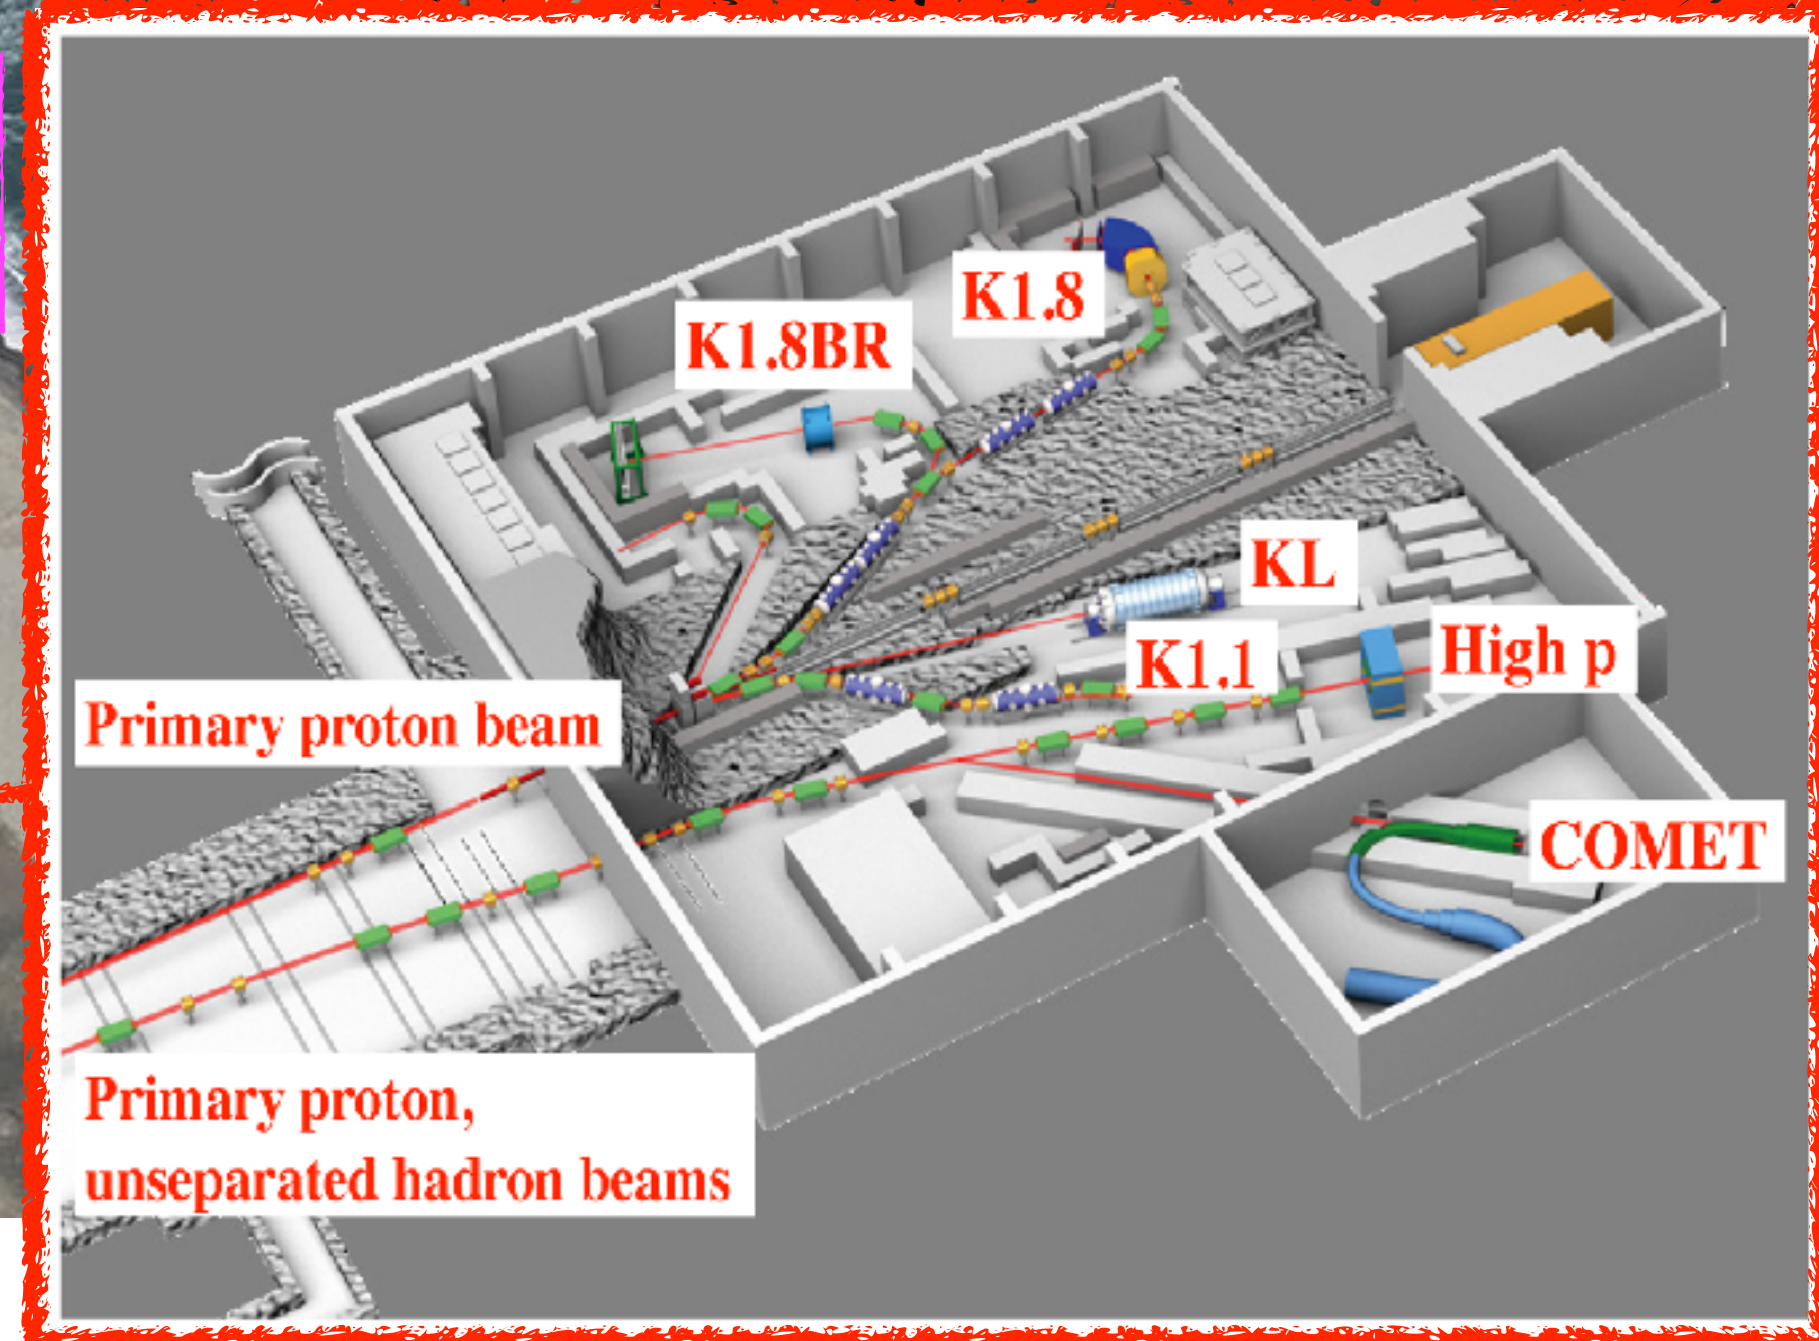 K1.8
K1.8BR
KL
K1.1
High p
Primary proton beam
COMET
Primary proton,
unseparated hadron beams